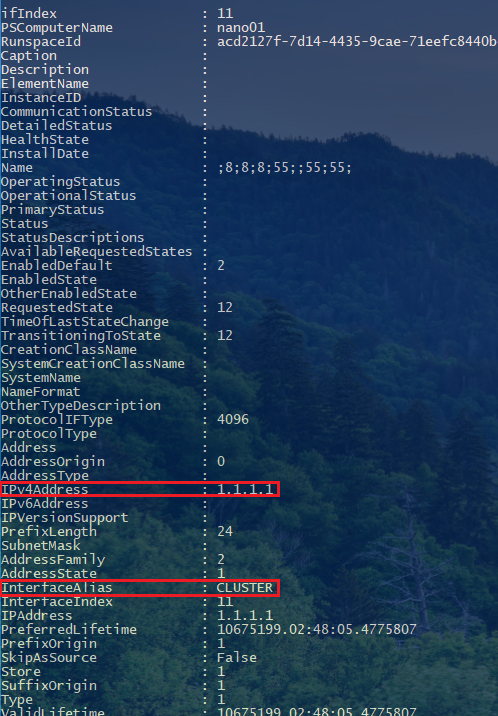 ifIndex : 11
PSComputerName : nano01
RunspaceId : acd2127f-7d14-4435-9cae-71eefc8440b
Caption :
Description :
ElementName :
InstanceID :
CommunicationStatus :
DetailedStatus :
HealthState :
InstallDate :
Name : ;8;8;8;55;;55;55;
OperatingStatus :
OperationalStatus :
PrimaryStatus :
Status :
StatusDescriptions :
AvailableRequestedStates :
EnabledDefault : 2
EnabledState :
OtherEnabledState :
RequestedState : 12
TimeOfLastStateChange :
TransitioningToState : 12
CreationClassName :
SystemCreationClassName :
SystemName :
NameFormat :
OtherTypeDescription :
ProtocolIFType : 4096
ProtocolType :
Address :
AddressOrigin : 0
AddressType :
IPv4Address : 1.1.1.1
IPv6Address :
IPVersionSupport :
PrefixLength : 24
SubnetMask :
AddressFamily : 2
AddressState : 1
InterfaceAlias : CLUSTER
InterfaceIndex : 11
IPAddress : 1.1.1.1
PreferredLifetime : 10675199.02:48:05.4775807
PrefixOrigin : 1
SkipAsSource : False
Store : 1
SuffixOrigin : 1
Type : 1
ValidLifetime : 10675199.02:48:05.4775807